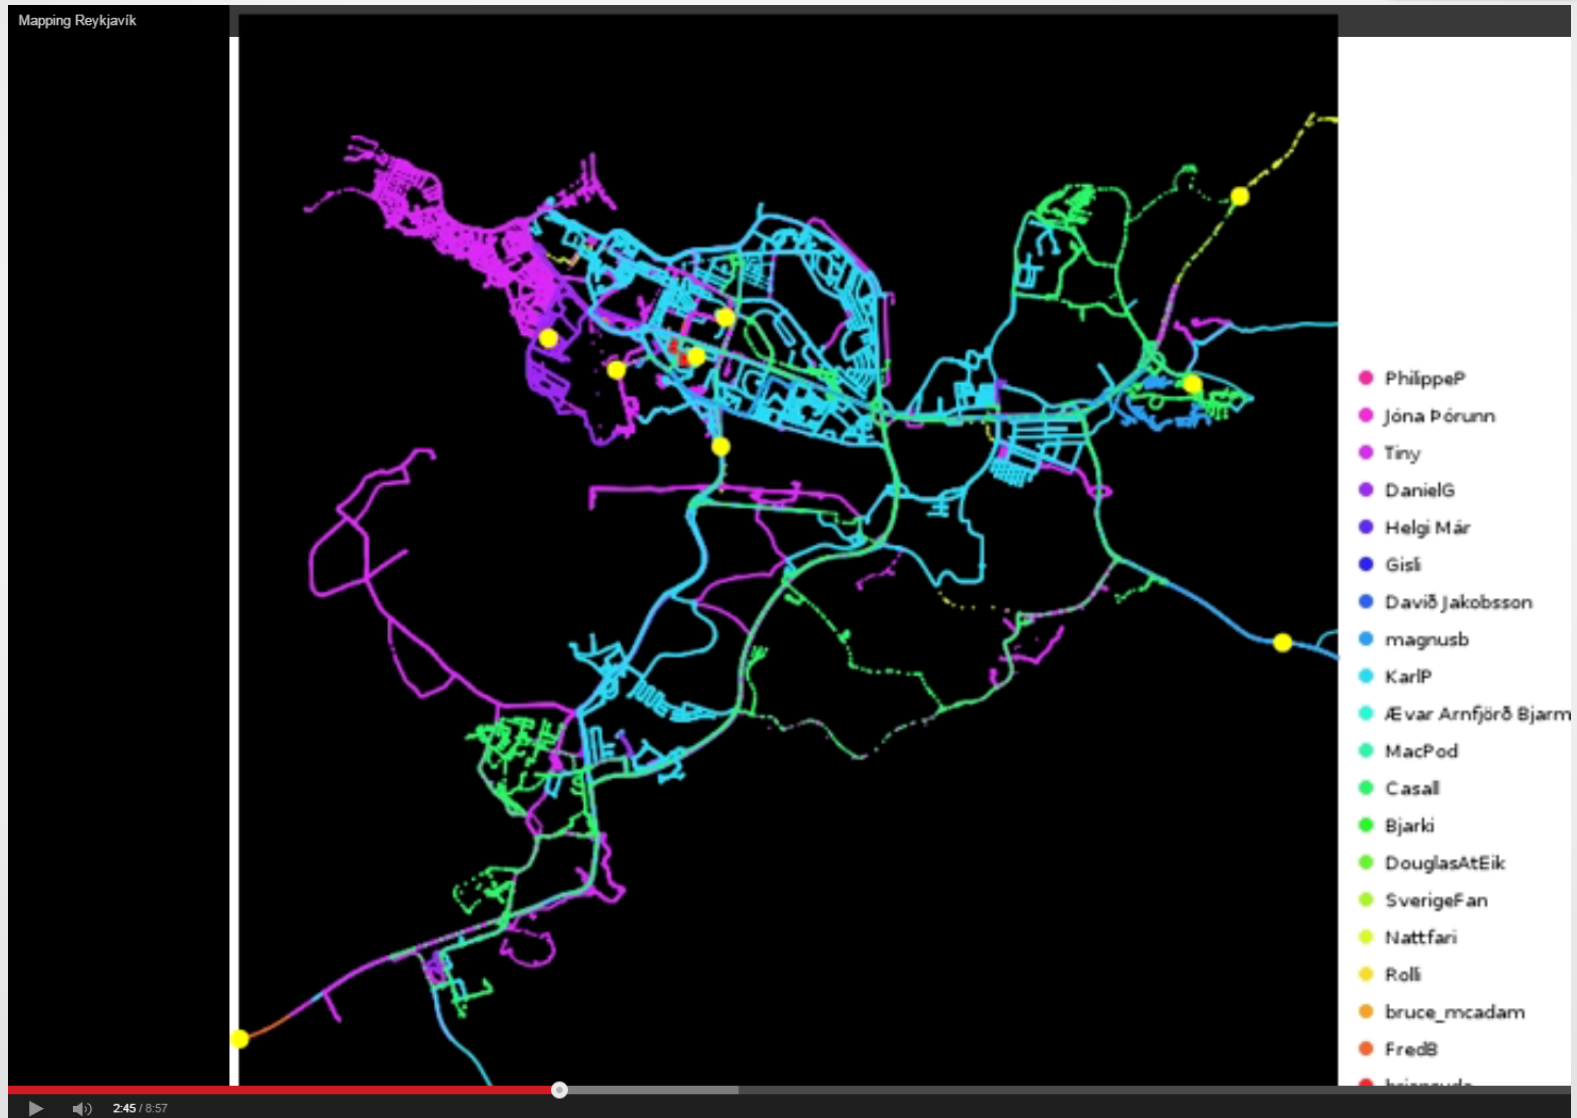 Mapping Reykjavík
PhilippeP
Jóna Þórunn
Tiny
DanielG
Helgi Már
Gisli
Davið Jakobsson
magnusb
KarlP
Ævar Arnfjörð Bjarm
MacPod
Casall
Bjarki
DouglasAtEik
SverigeFan
Nattfari
Rolli
bruce_mcadam
FredB
2:45 / 8:57